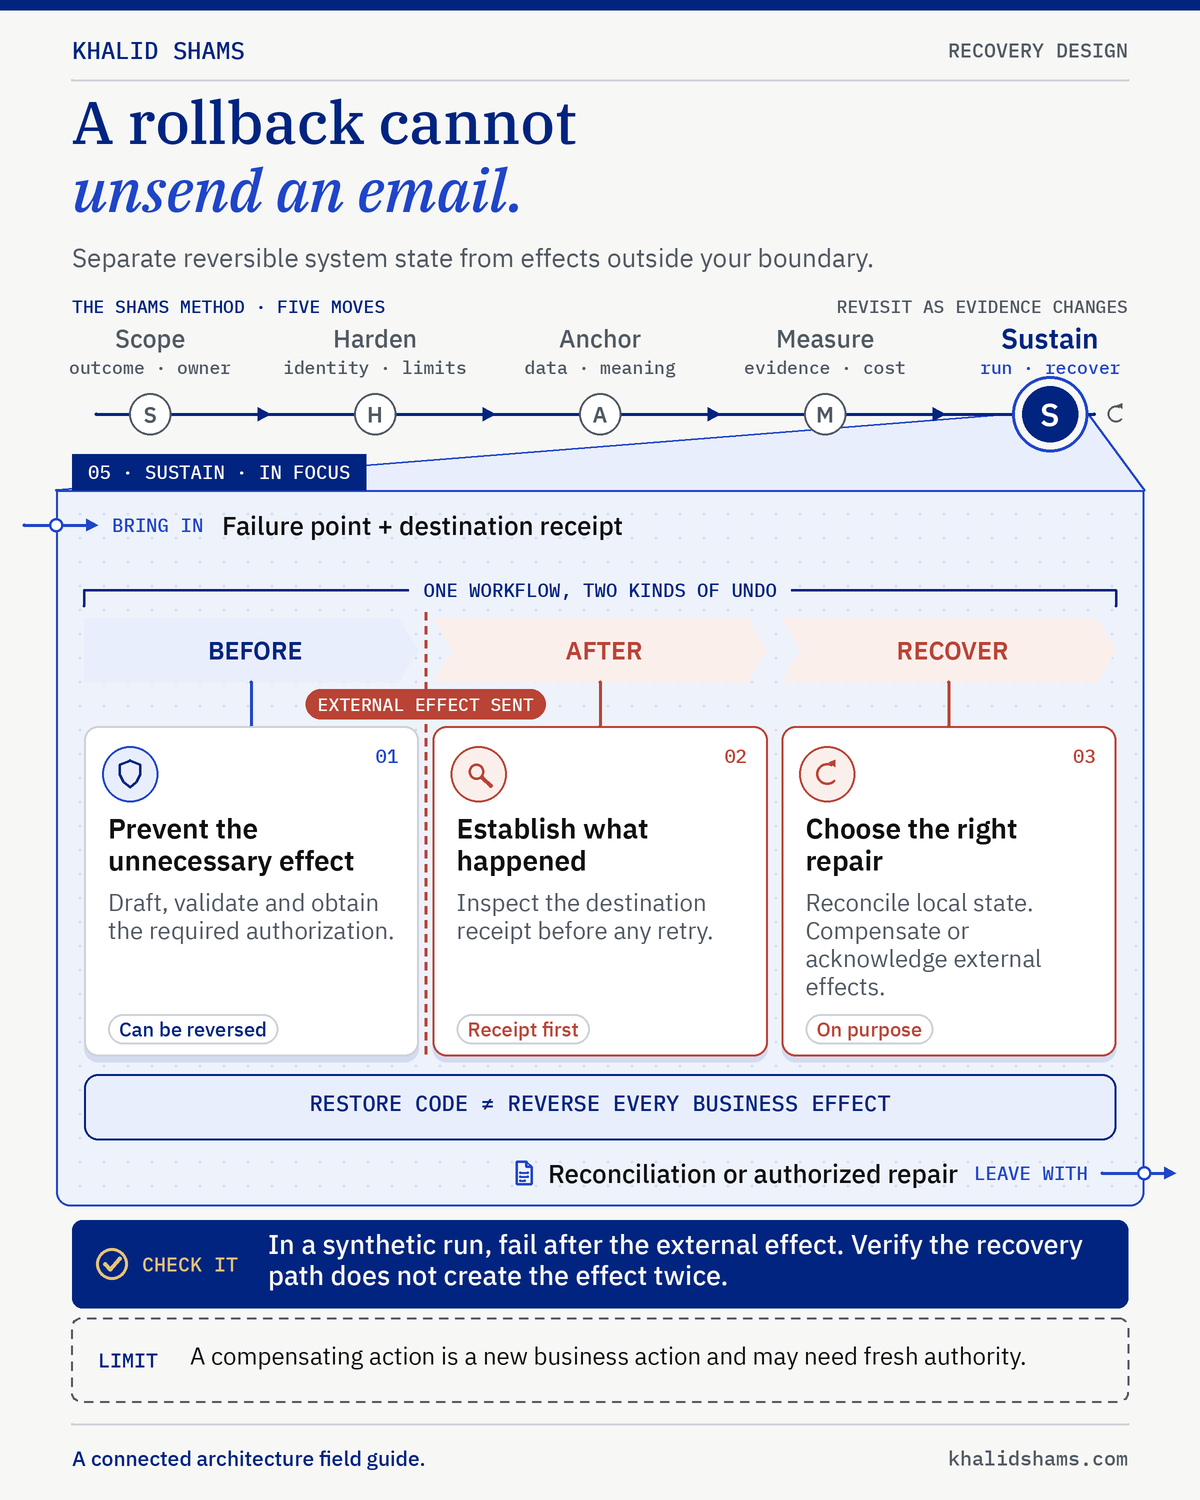 KHALID SHAMS
RECOVERY DESIGN
A rollback cannot
unsend an email.
Separate reversible system state from effects outside your boundary.
THE SHAMS METHOD · FIVE MOVES
REVISIT AS EVIDENCE CHANGES
Scope
outcome · owner
Harden
identity · limits
Anchor
data · meaning
Measure
evidence · cost
Sustain
run · recover
S
H
A
M
S
05 · SUSTAIN · IN FOCUS
BRING IN Failure point + destination receipt
ONE WORKFLOW, TWO KINDS OF UNDO
BEFORE
AFTER
RECOVER
EXTERNAL EFFECT SENT
01
Prevent the
unnecessary effect
Draft, validate and obtain
the required authorization.
Can be reversed
02
Establish what
happened
Inspect the destination
receipt before any retry.
Receipt first
03
Choose the right
repair
Reconcile local state.
Compensate or
acknowledge external
effects.
On purpose
RESTORE CODE ≠ REVERSE EVERY BUSINESS EFFECT
Reconciliation or authorized repair LEAVE WITH
CHECK IT
In a synthetic run, fail after the external effect. Verify the recovery
path does not create the effect twice.
LIMIT
A compensating action is a new business action and may need fresh authority.
A connected architecture field guide.
khalidshams.com